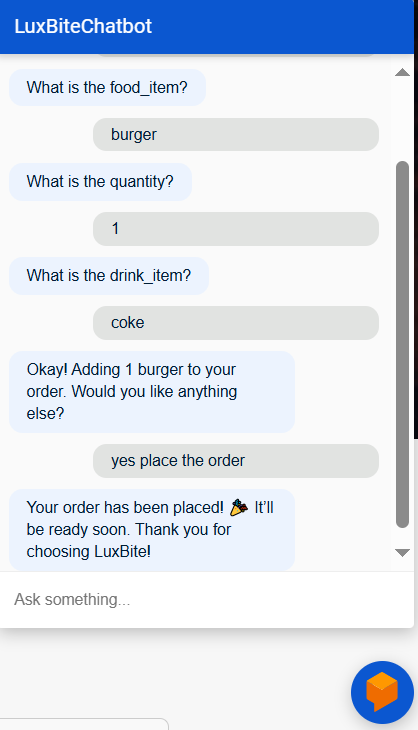 LuxBiteChatbot
What is the food_item?
burger
What is the quantity?
1
What is the drink_item?
coke
Okay! Adding 1 burger to your
order. Would you like anything
else?
yes place the order
Your order has been placed! 🎉 It'll
be ready soon. Thank you for
choosing LuxBite!
Ask something...